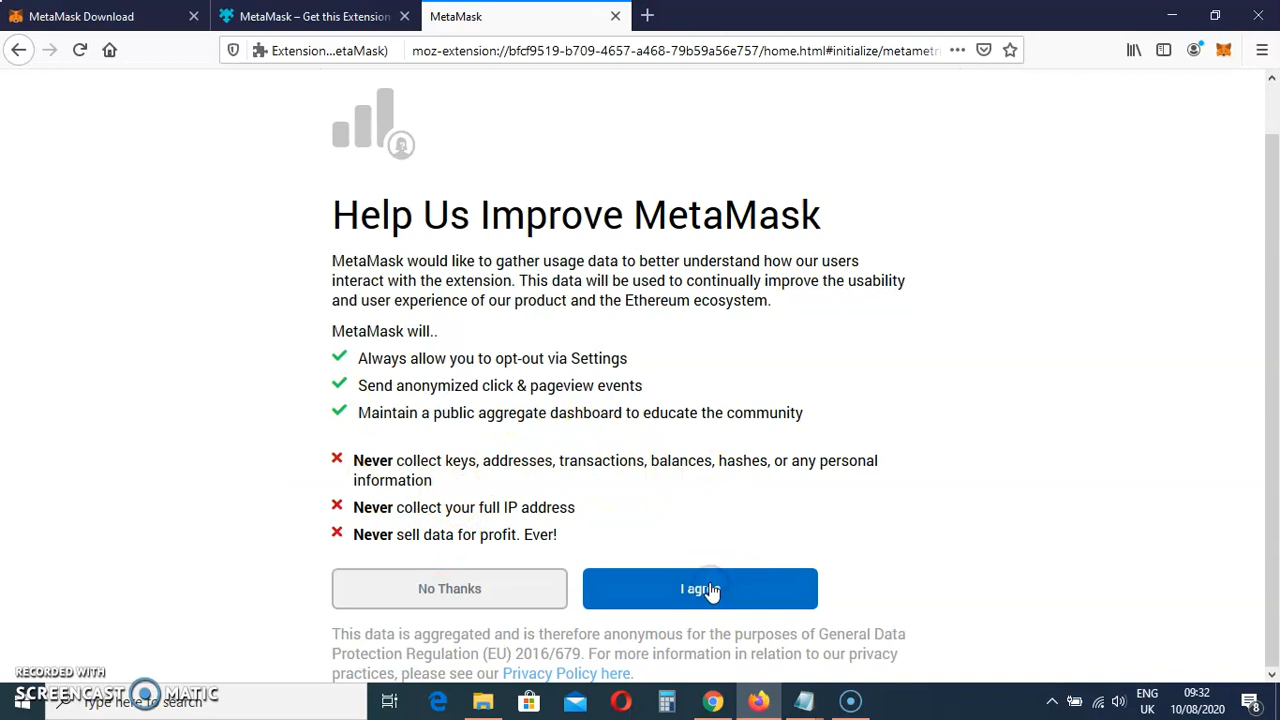 MetaMask Download
MetaMask – Get this Extension
MetaMask
Extension...etaMask)
moz-extension://bfcf9519-b709-4657-a468-79b59a56e757/home.html#initialize/metametri
Help Us Improve MetaMask
MetaMask would like to gather usage data to better understand how our users
interact with the extension. This data will be used to continually improve the usability
and user experience of our product and the Ethereum ecosystem.
MetaMask will..
Always allow you to opt-out via Settings
Send anonymized click & pageview events
Maintain a public aggregate dashboard to educate the community
Never collect keys, addresses, transactions, balances, hashes, or any personal
information
Never collect your full IP address
Never sell data for profit. Ever!
No Thanks
I agree
This data is aggregated and is therefore anonymous for the purposes of General Data
Protection Regulation (EU) 2016/679. For more information in relation to our privacy
practices, please see our Privacy Policy here.
RECORDED WITH
SCREENCAST MATIC
Type here to search
ENG
UK
09:32
10/08/2020
8